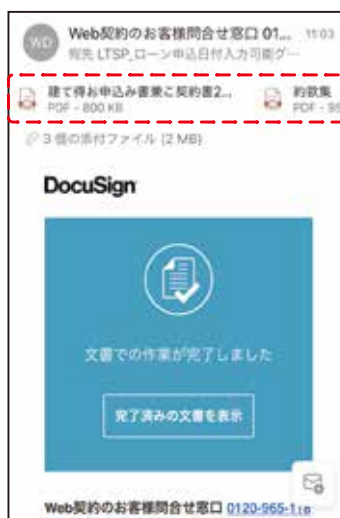 WD
Web契約のお客様問合せ窓口 01... 11:03
宛先 LTSP_ローン申込日付入力可能グ…
建て得お申込み書兼ご契約書2... 約款集
PDF - 800 KB PDF - 95
3 個の添付ファイル (2 MB)
DocuSign
文書での作業が完了しました
完了済みの文書を表示
Web契約のお客様問合せ窓口 0120-965-118